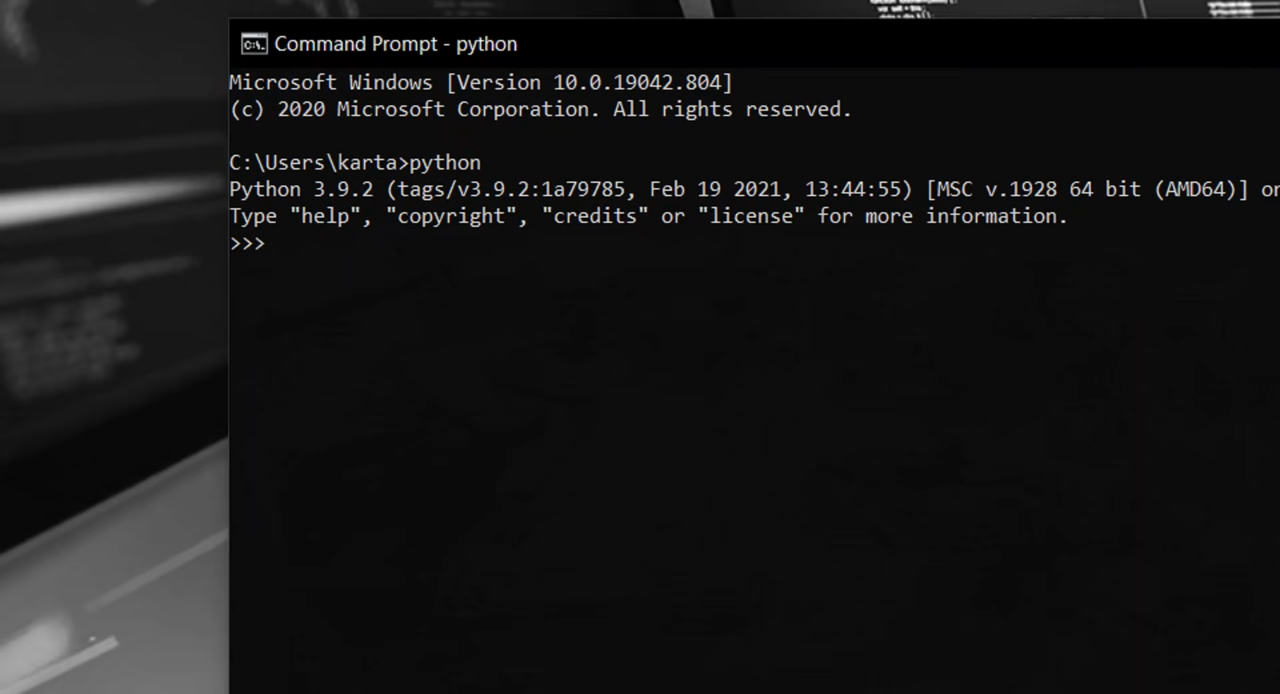 Command Prompt - python
Microsoft Windows [Version 10.0.19042.804]
(c) 2020 Microsoft Corporation. All rights reserved.
C:\Users\karta>python
Python 3.9.2 (tags/v3.9.2:1a79785, Feb 19 2021, 13:44:55) [MSC v.1928 64 bit (AMD64)] on
Type "help", "copyright", "credits" or "license" for more information.
>>>